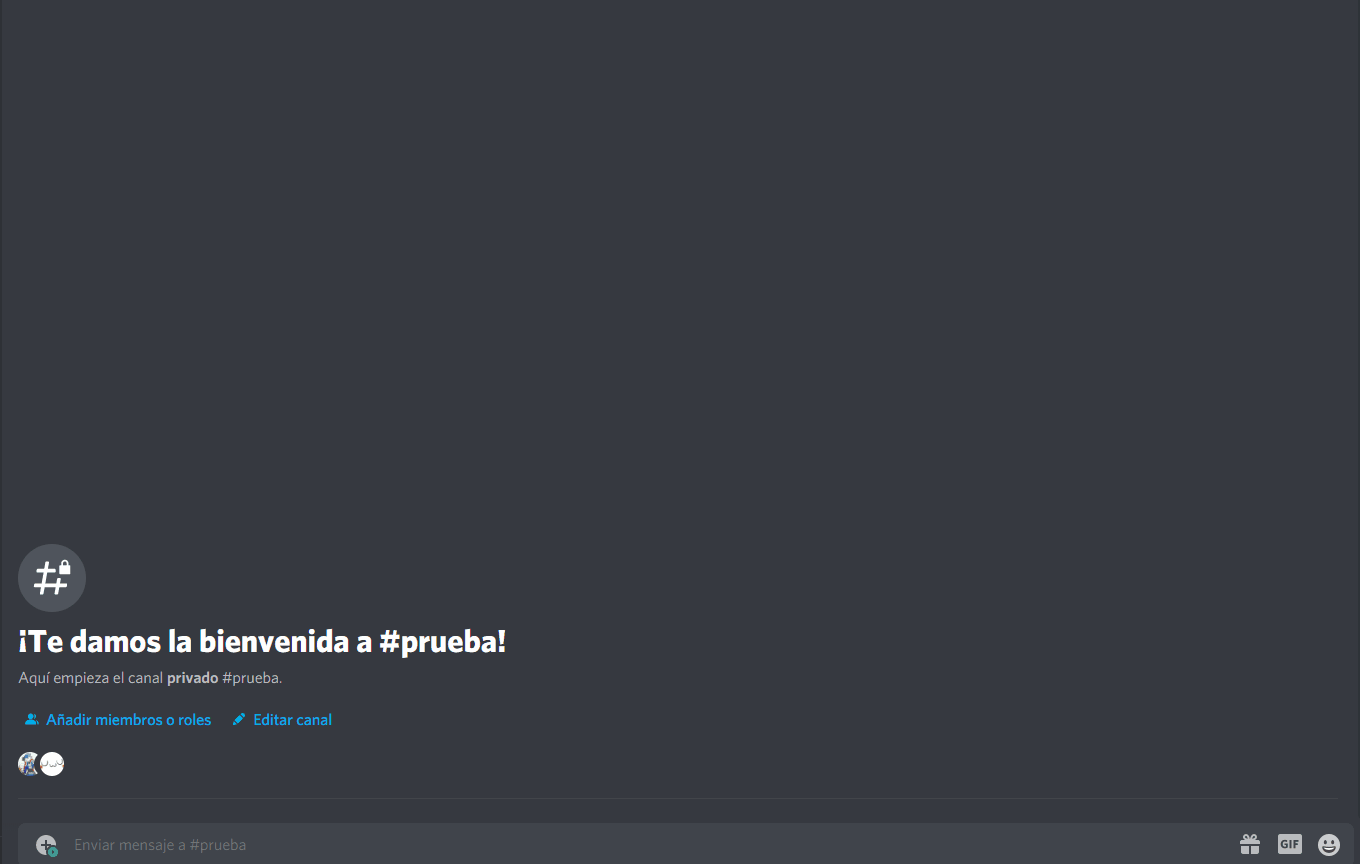 ¡Te damos la bienvenida a #prueba!
Aquí empieza el canal privado #prueba.
Añadir miembros o roles Editar canal
Enviar mensaje a #prueba GIF